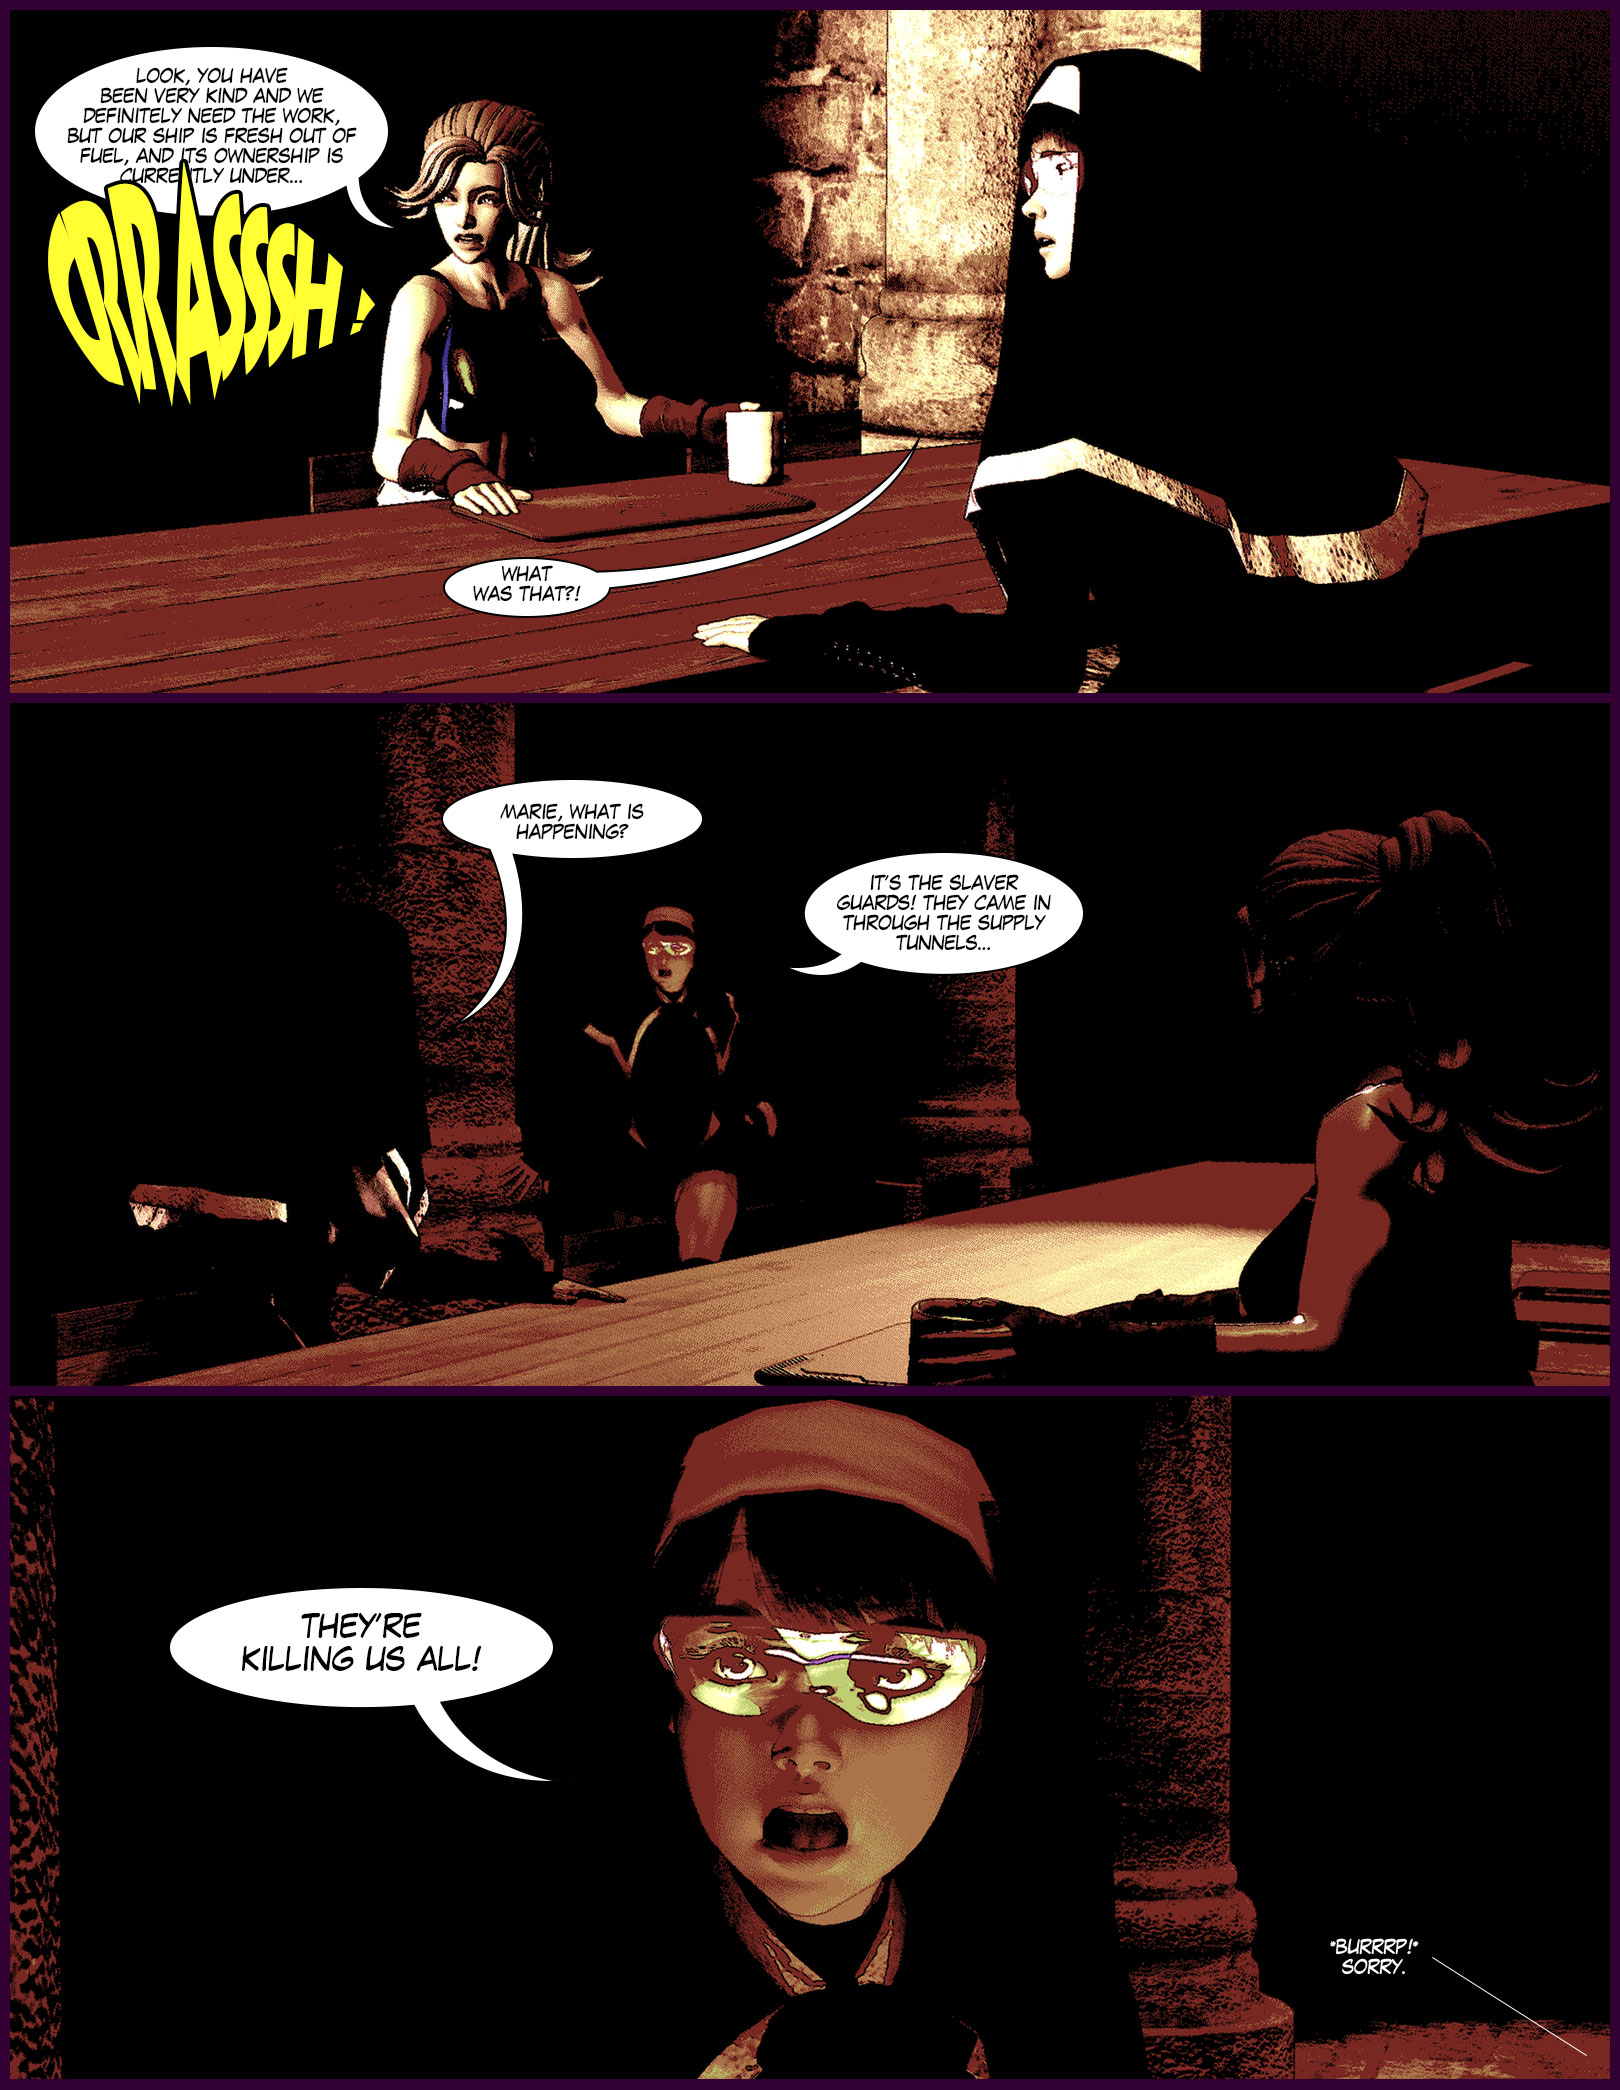 LOOK, YOU HAVE
BEEN VERY KIND AND WE
DEFINITELY NEED THE WORK,
BUT OUR SHIP IS FRESH OUT OF
FUEL, AND ITS OWNERSHIP IS
CURRENTLY UNDER...
ORRASSSH!
WHAT
WAS THAT?!
MARIE, WHAT IS
HAPPENING?
IT'S THE SLAVER
GUARDS! THEY CAME IN
THROUGH THE SUPPLY
TUNNELS...
THEY'RE
KILLING US ALL!
*BURRRP!*
SORRY.